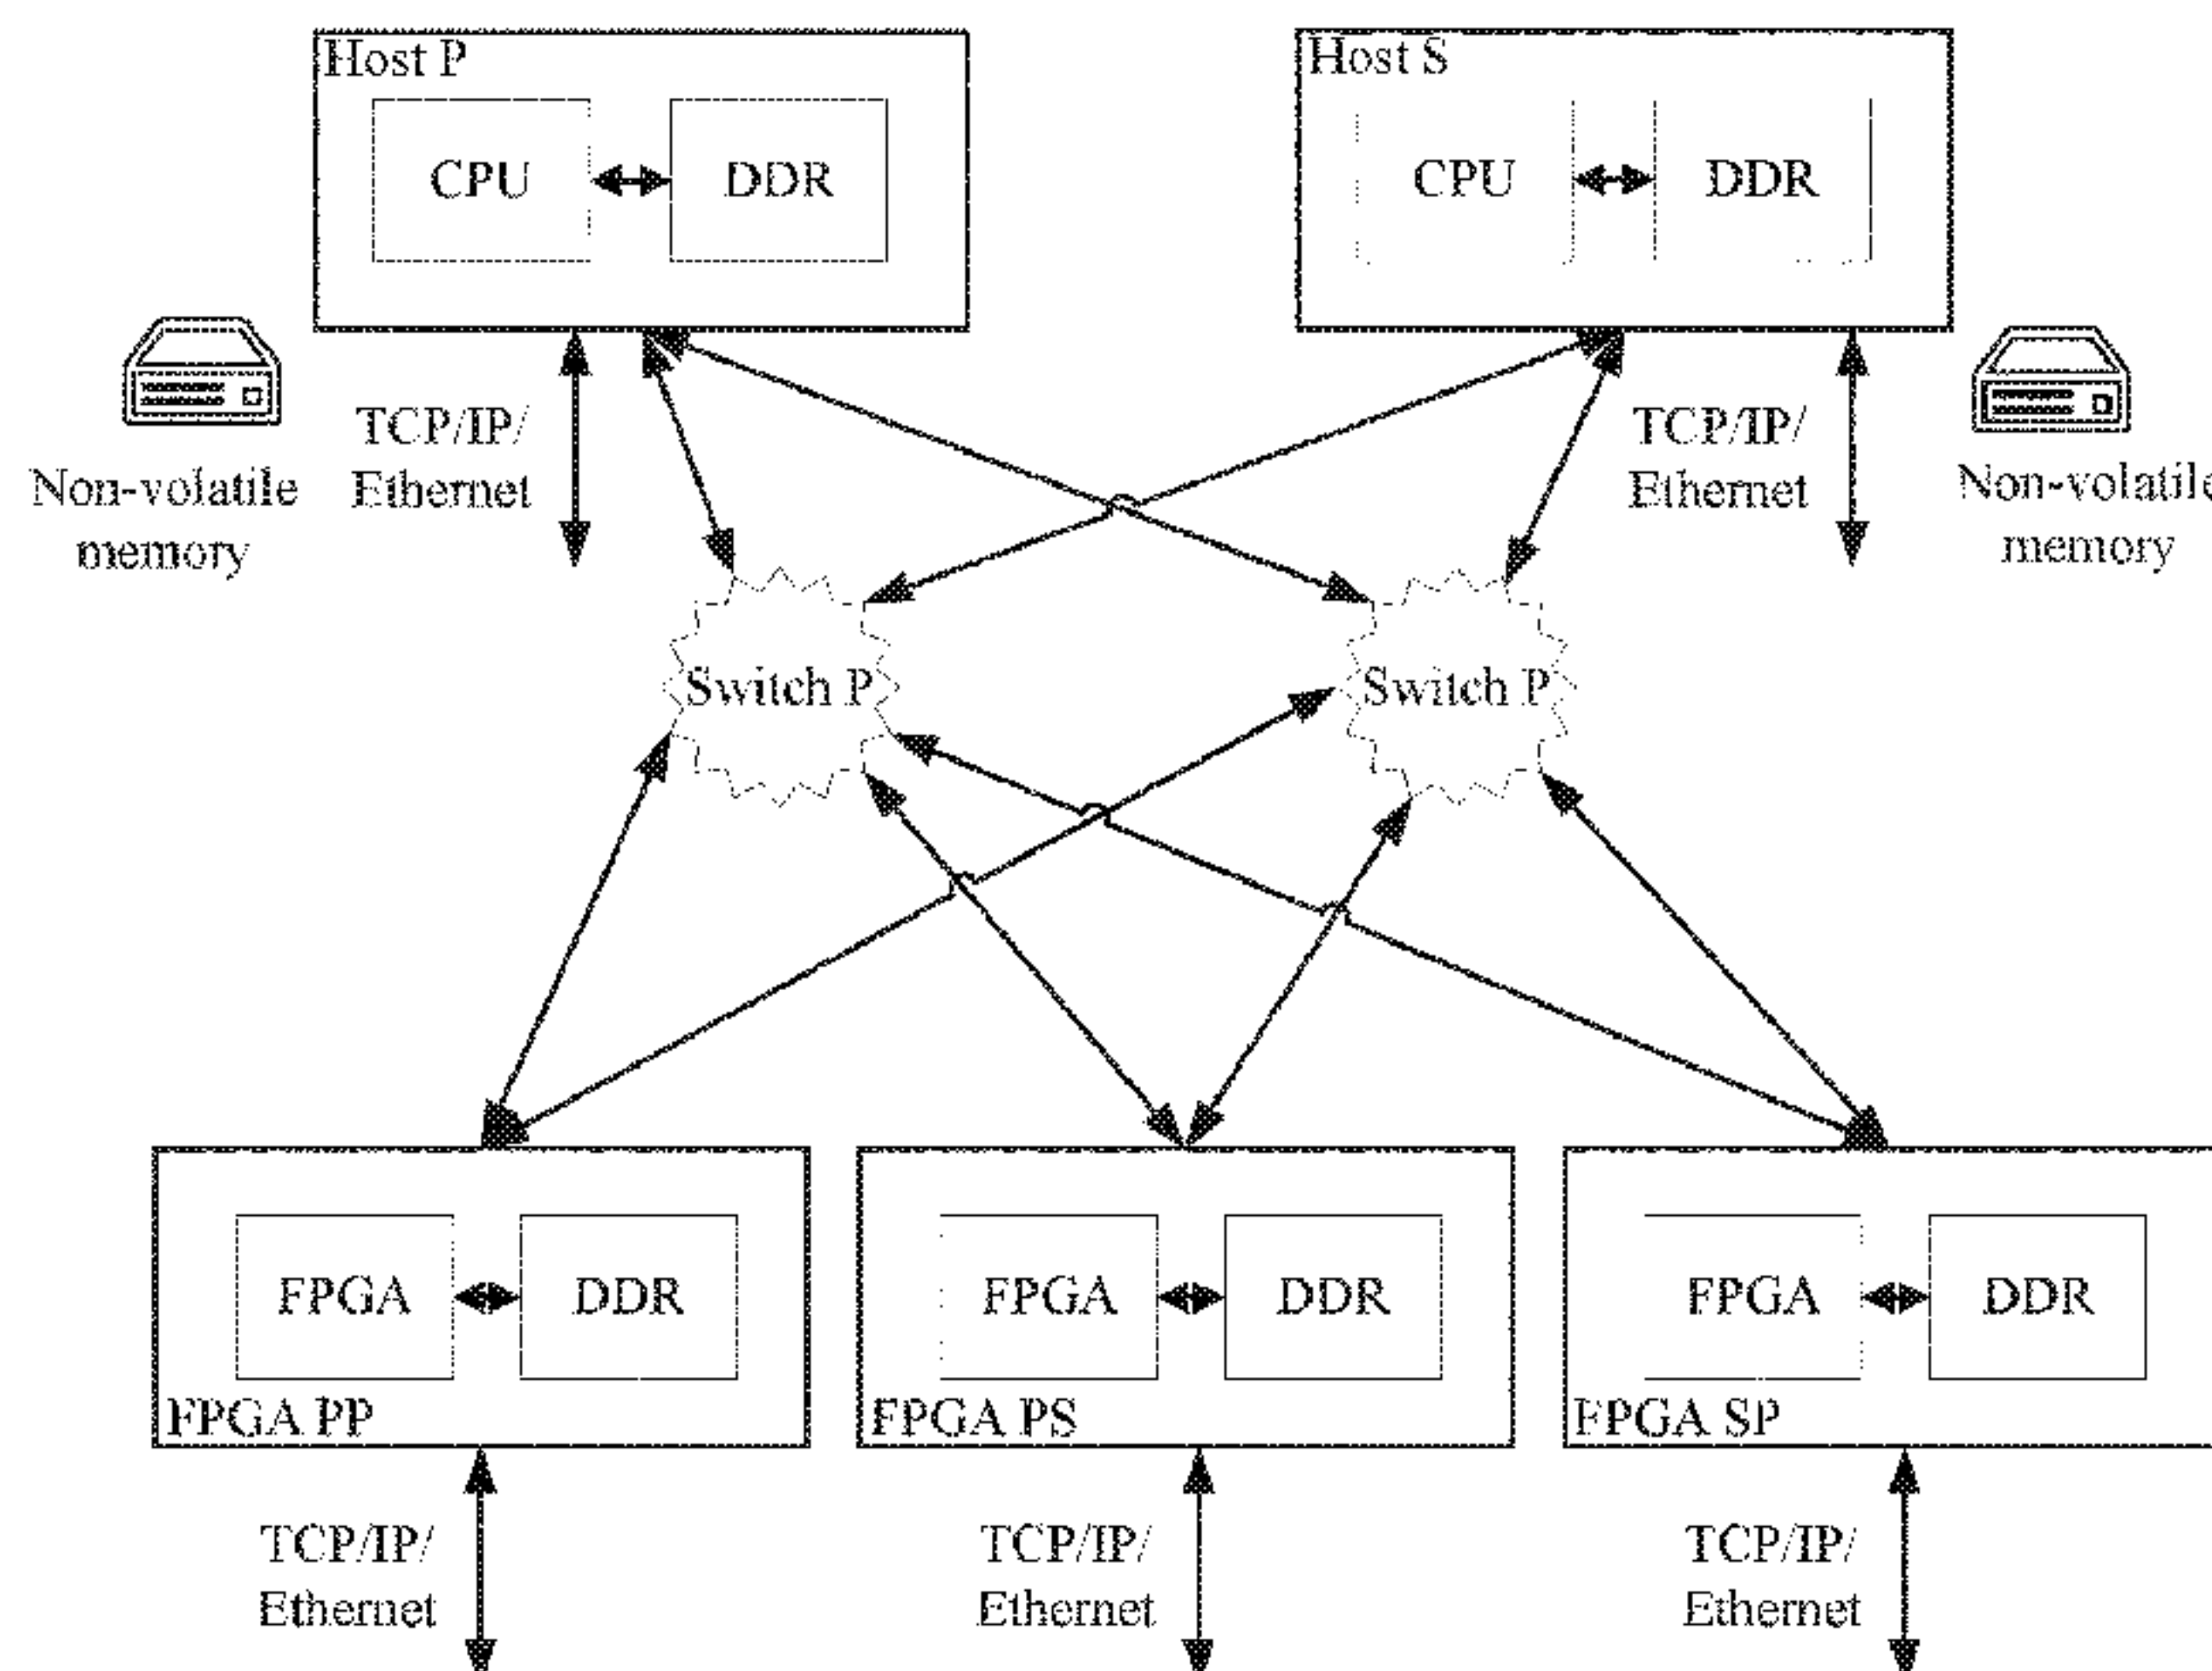 Host P
Host S
CPU
DDR
CPU
DDR
TCP/IP/
Ethernet
Non-volatile
memory
TCP/IP/
Ethernet
Non-volatile
memory
Switch P
Switch P
FPGA
DDR
FPGA
DDR
FPGA
DDR
FPGA PP
FPGA PS
FPGA SP
TCP/IP/
Ethernet
TCP/IP/
Ethernet
TCP/IP/
Ethernet